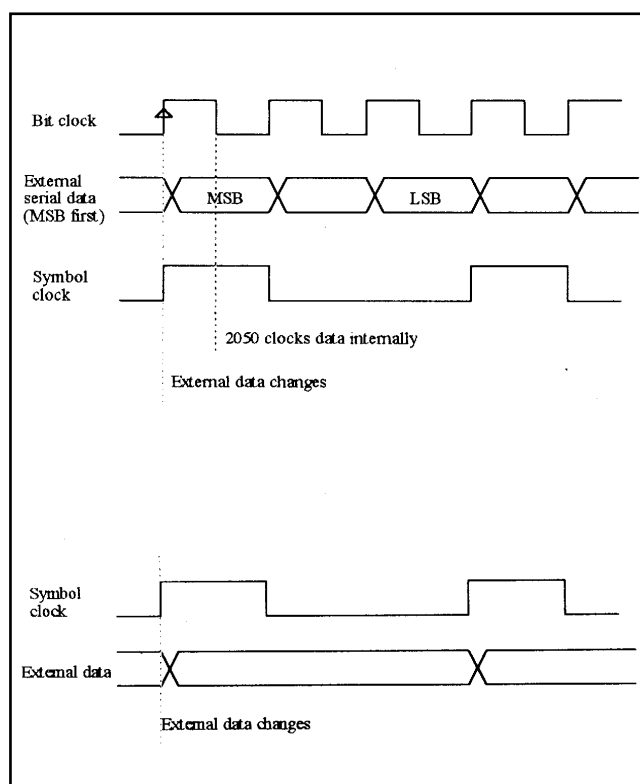 Bit clock
External
serial data
(MSB first)
MSB
LSB
Symbol
clock
2050 clocks data internally
External data changes
Symbol
clock
External data
External data changes